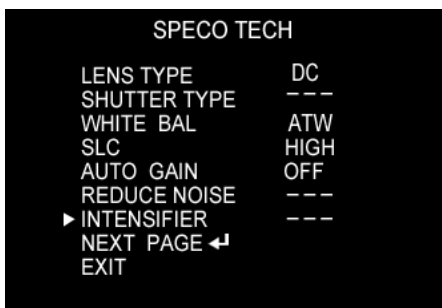 SPECO TECH
LENS TYPE DC
SHUTTER TYPE ---
WHITE BAL ATW
SLC HIGH
AUTO GAIN OFF
REDUCE NOISE ---
►INTENSIFIER ---
NEXT PAGE ↵
EXIT